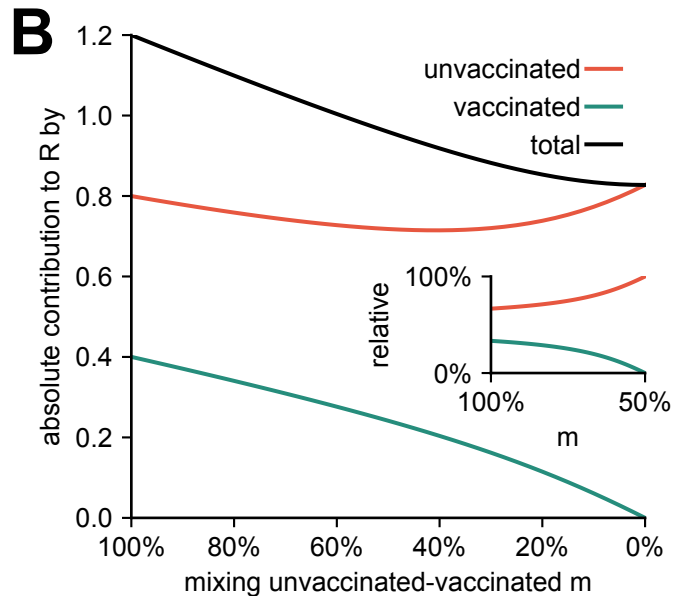 B
absolute contribution to R by
1.2
1.0
0.8
0.6
0.4
0.2
0.0
unvaccinated
vaccinated
total
relative
100%
0%
100%
50%
m
100%
80%
60%
40%
20%
0%
mixing unvaccinated-vaccinated m